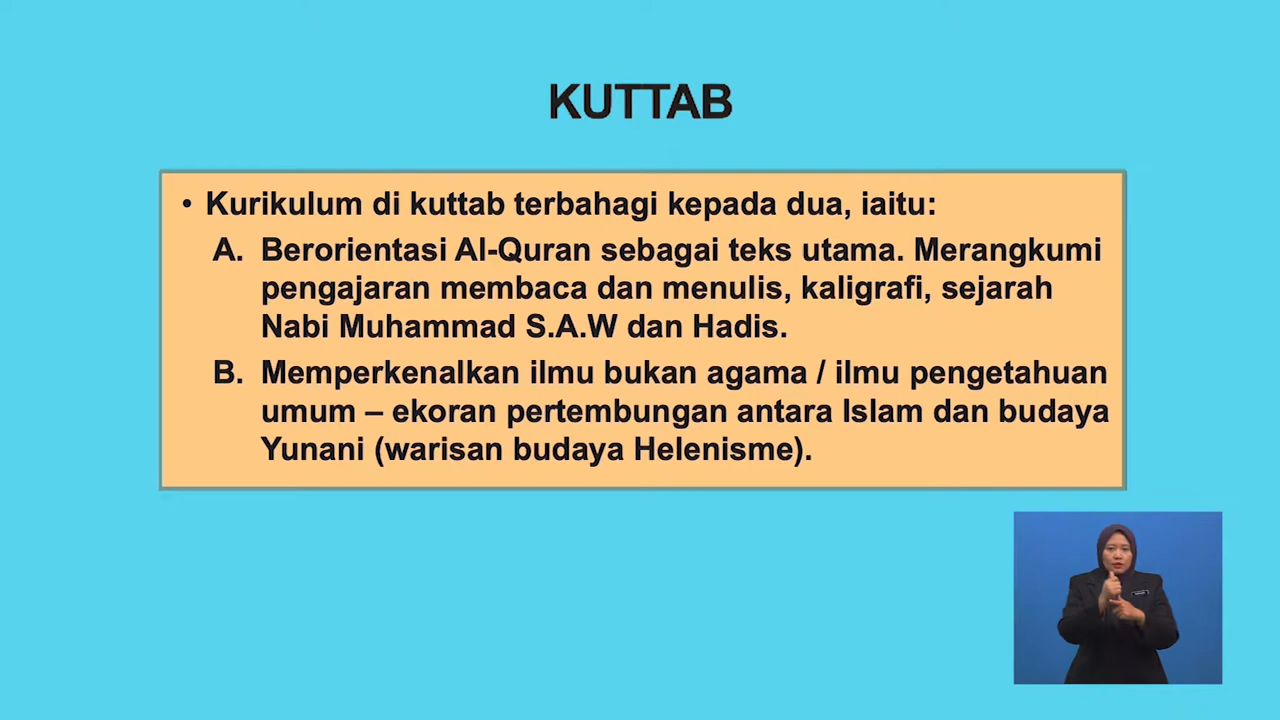 KUTTAB
• Kurikulum di kuttab terbahagi kepada dua, iaitu:
A. Berorientasi Al-Quran sebagai teks utama. Merangkumi
pengajaran membaca dan menulis, kaligrafi, sejarah
Nabi Muhammad S.A.W dan Hadis.
B. Memperkenalkan ilmu bukan agama / ilmu pengetahuan
umum – ekoran pertembungan antara Islam dan budaya
Yunani (warisan budaya Helenisme).